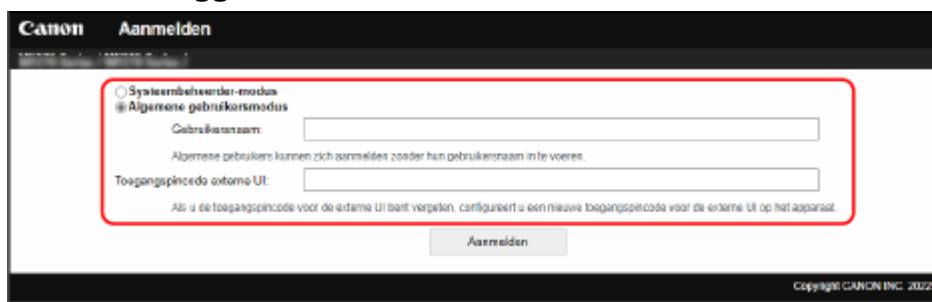 Canon Aanmelden
Systeembeheerder-modus
Algemene gebruikersmodus
Gebruikersnaam:
Algemene gebruikers kunnen zich aanmelden zonder hun gebruikersnaam in te voeren.
Toegangspincode externe UI:
Als u de toegangspincode voor de externe UI bent vergeten, configureert u een nieuwe toegangspincode voor de externe UI op het apparaat.
Aanmelden
Copyright CANON INC. 2022